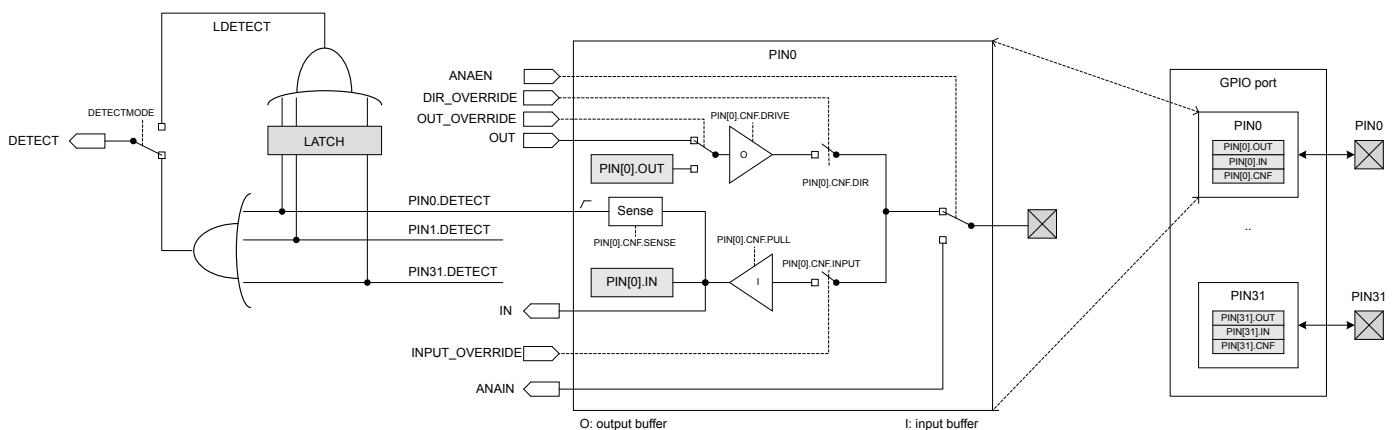 LDETECT
DETECTMODE
DETECT
LATCH
PIN0.DETECT
PIN1.DETECT
PIN31.DETECT
PIN0
ANAEN
DIR_OVERRIDE
OUT_OVERRIDE
OUT
PIN[0].CNF.DRIVE
O
PIN[0].OUT
PIN[0].CNF.DIR
Sense
PIN[0].CNF.SENSE
PIN[0].CNF.PULL
PIN[0].CNF.INPUT
PIN[0].IN
I
IN
INPUT_OVERRIDE
ANAIN
O: output buffer
I: input buffer
GPIO port
PIN0
PIN[0].OUT
PIN[0].IN
PIN[0].CNF
PIN0
..
PIN31
PIN[31].OUT
PIN[31].IN
PIN[31].CNF
PIN31